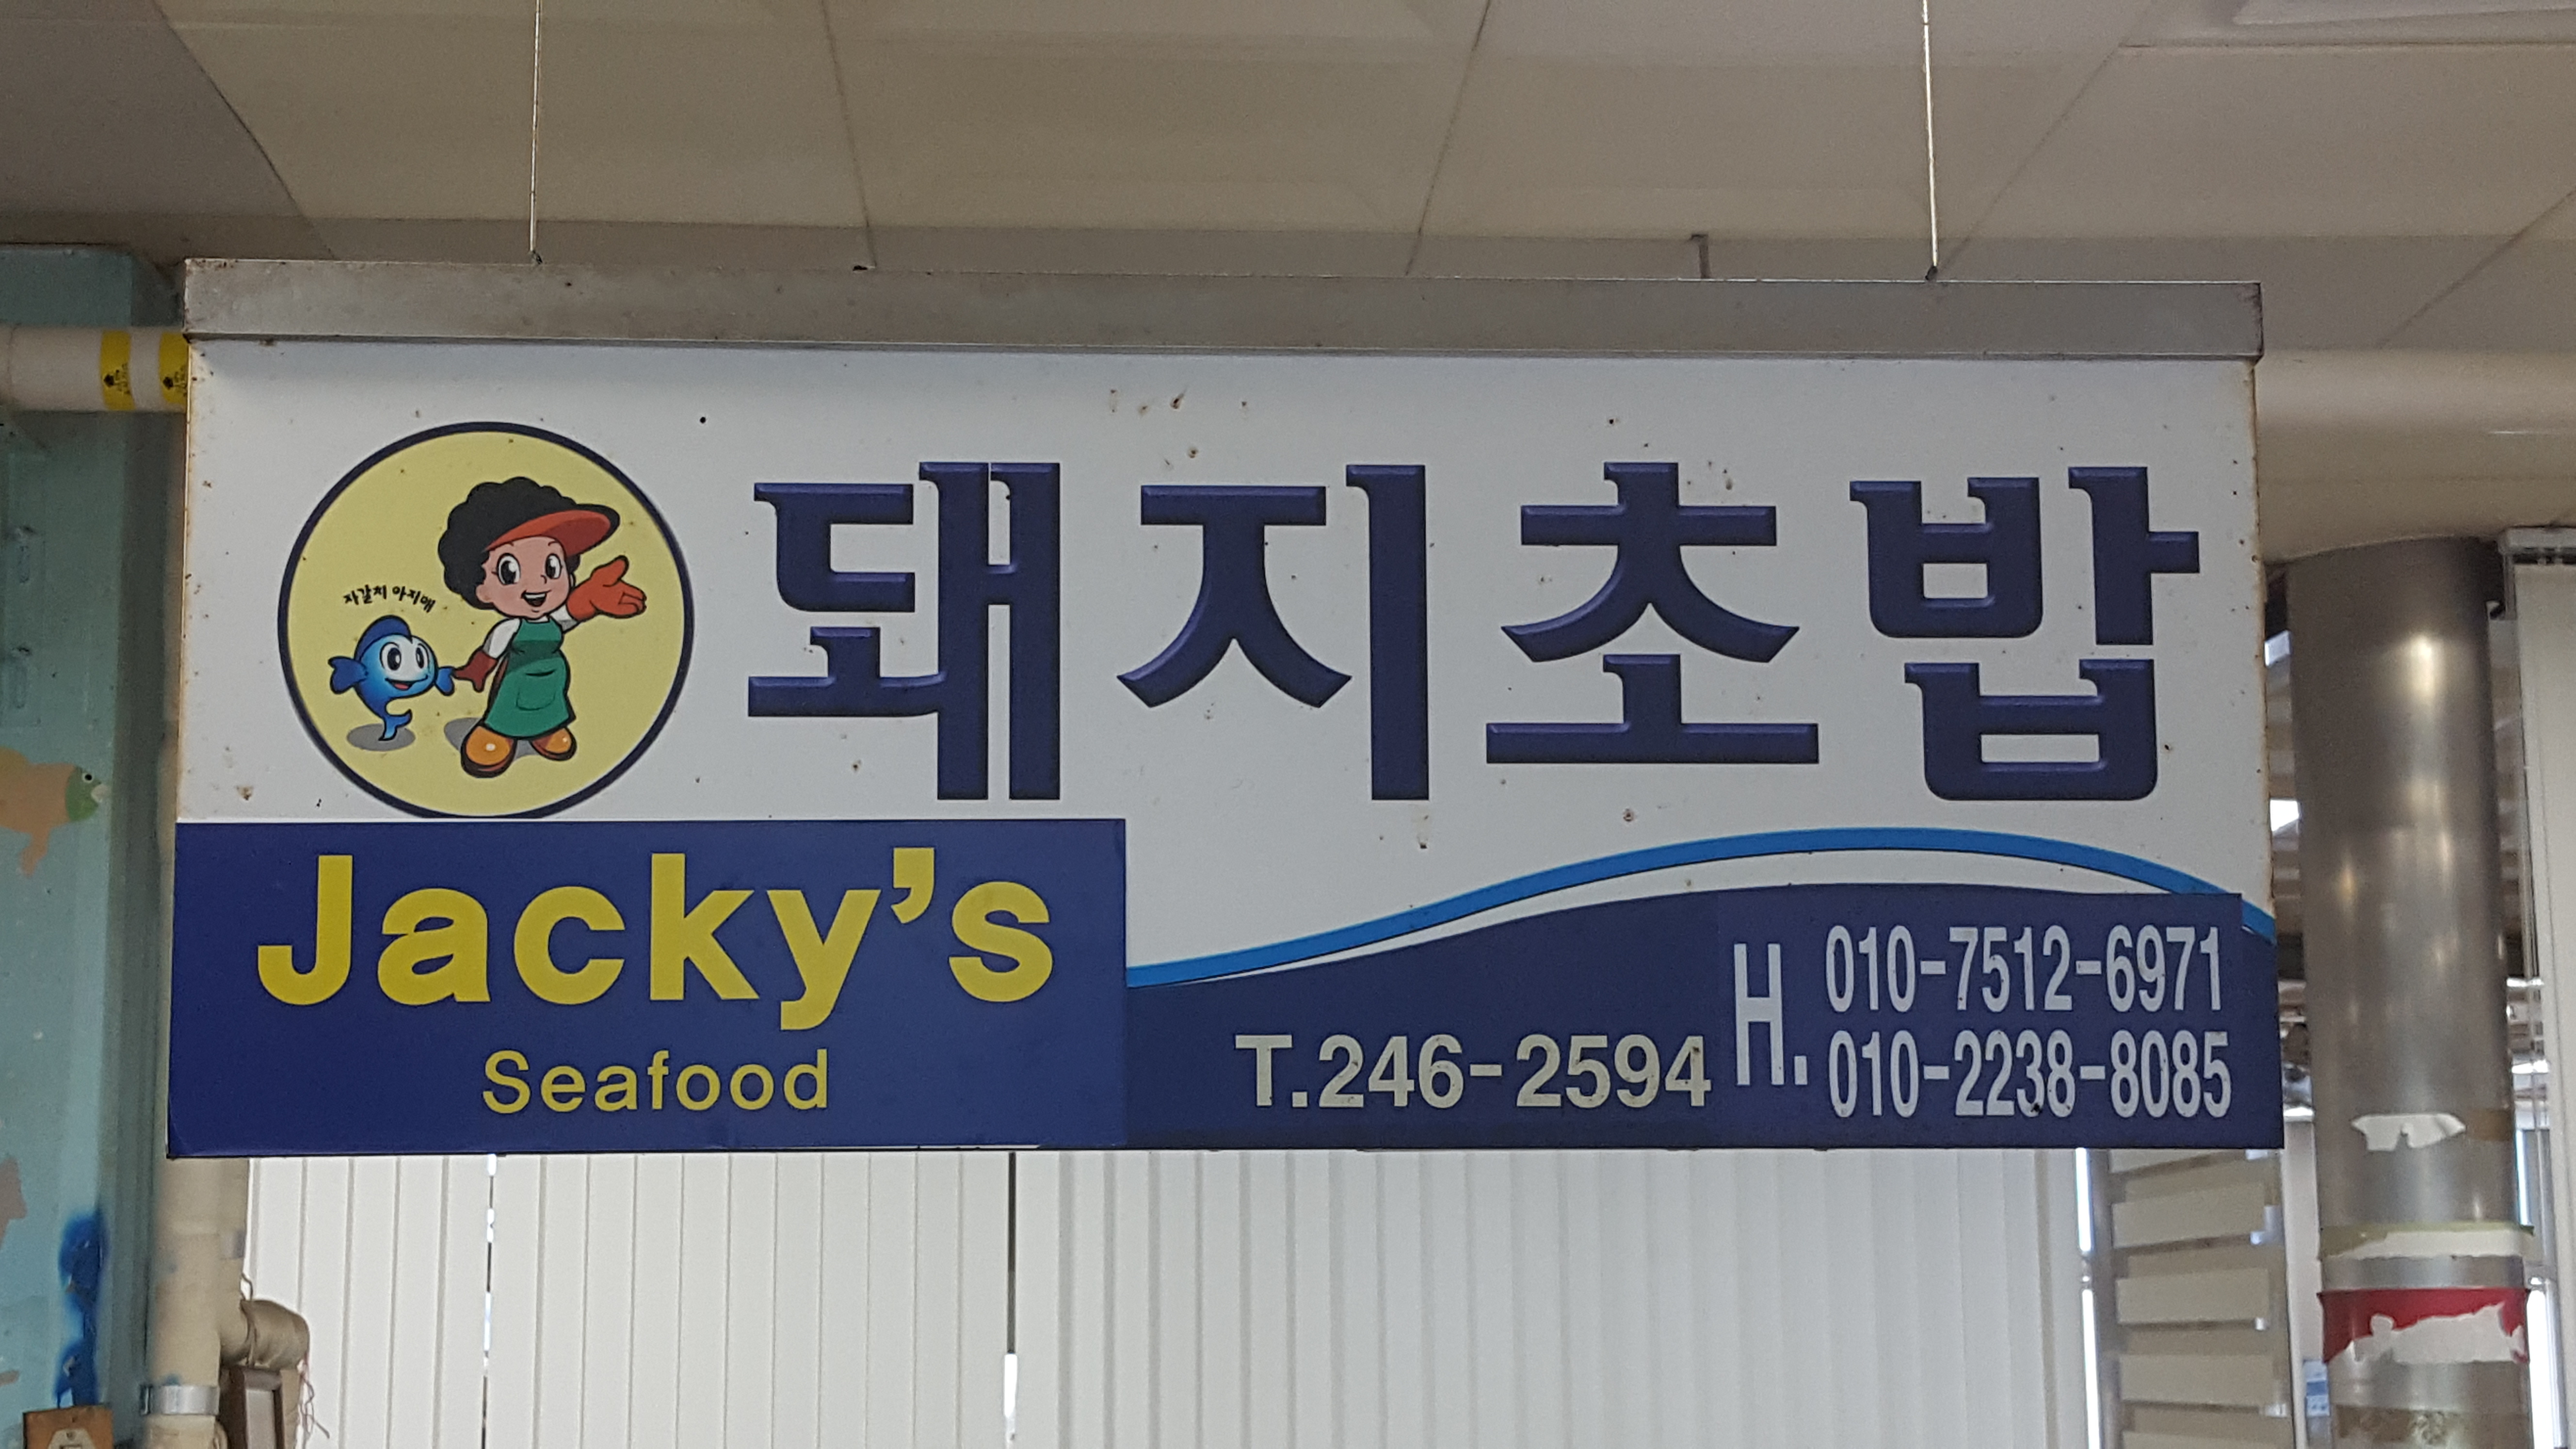 돼지초밥
자갈치 아지매
Jacky's
Seafood
T.246-2594
H. 010-7512-6971
010-2238-8085